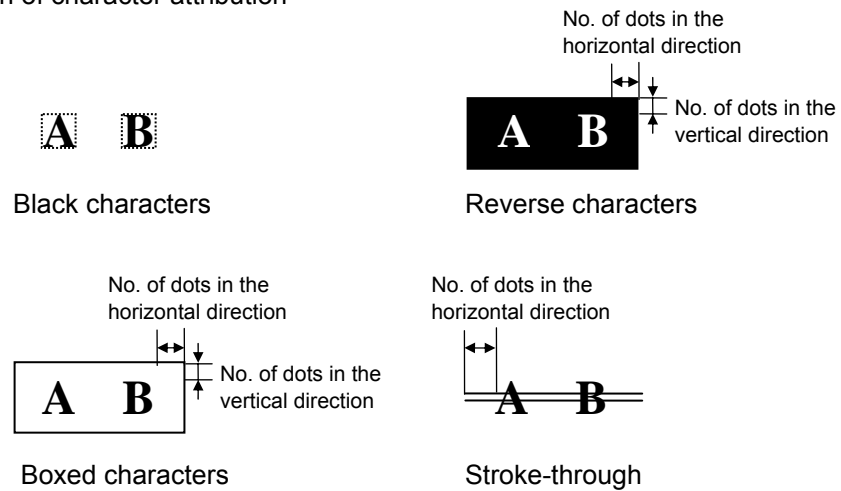 of character attribution
No. of dots in the
horizontal direction
A B
A B
No. of dots in the
vertical direction
Black characters
Reverse characters
No. of dots in the
horizontal direction
No. of dots in the
horizontal direction
A B
No. of dots in the
vertical direction
A B
Boxed characters
Stroke-through